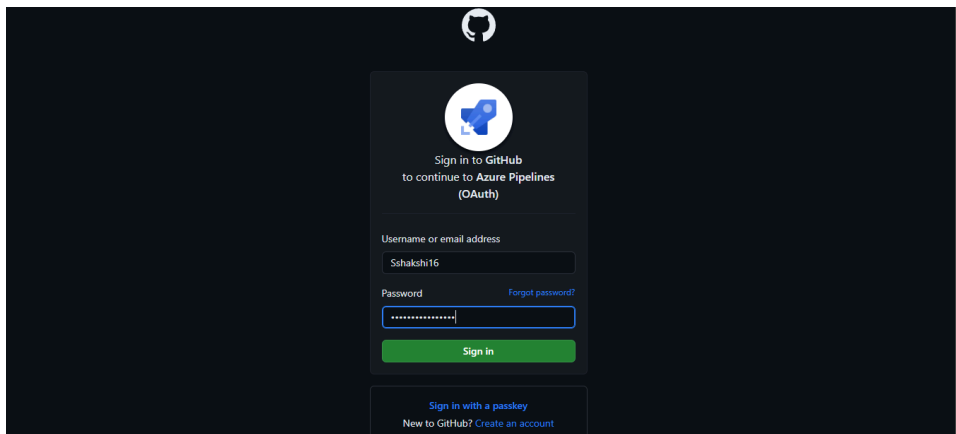 Sign in to GitHub
to continue to Azure Pipelines
(OAuth)
Username or email address
Sshakshi16
Password Forgot password?
••••••••••••••••
Sign in
Sign in with a passkey
New to GitHub? Create an account